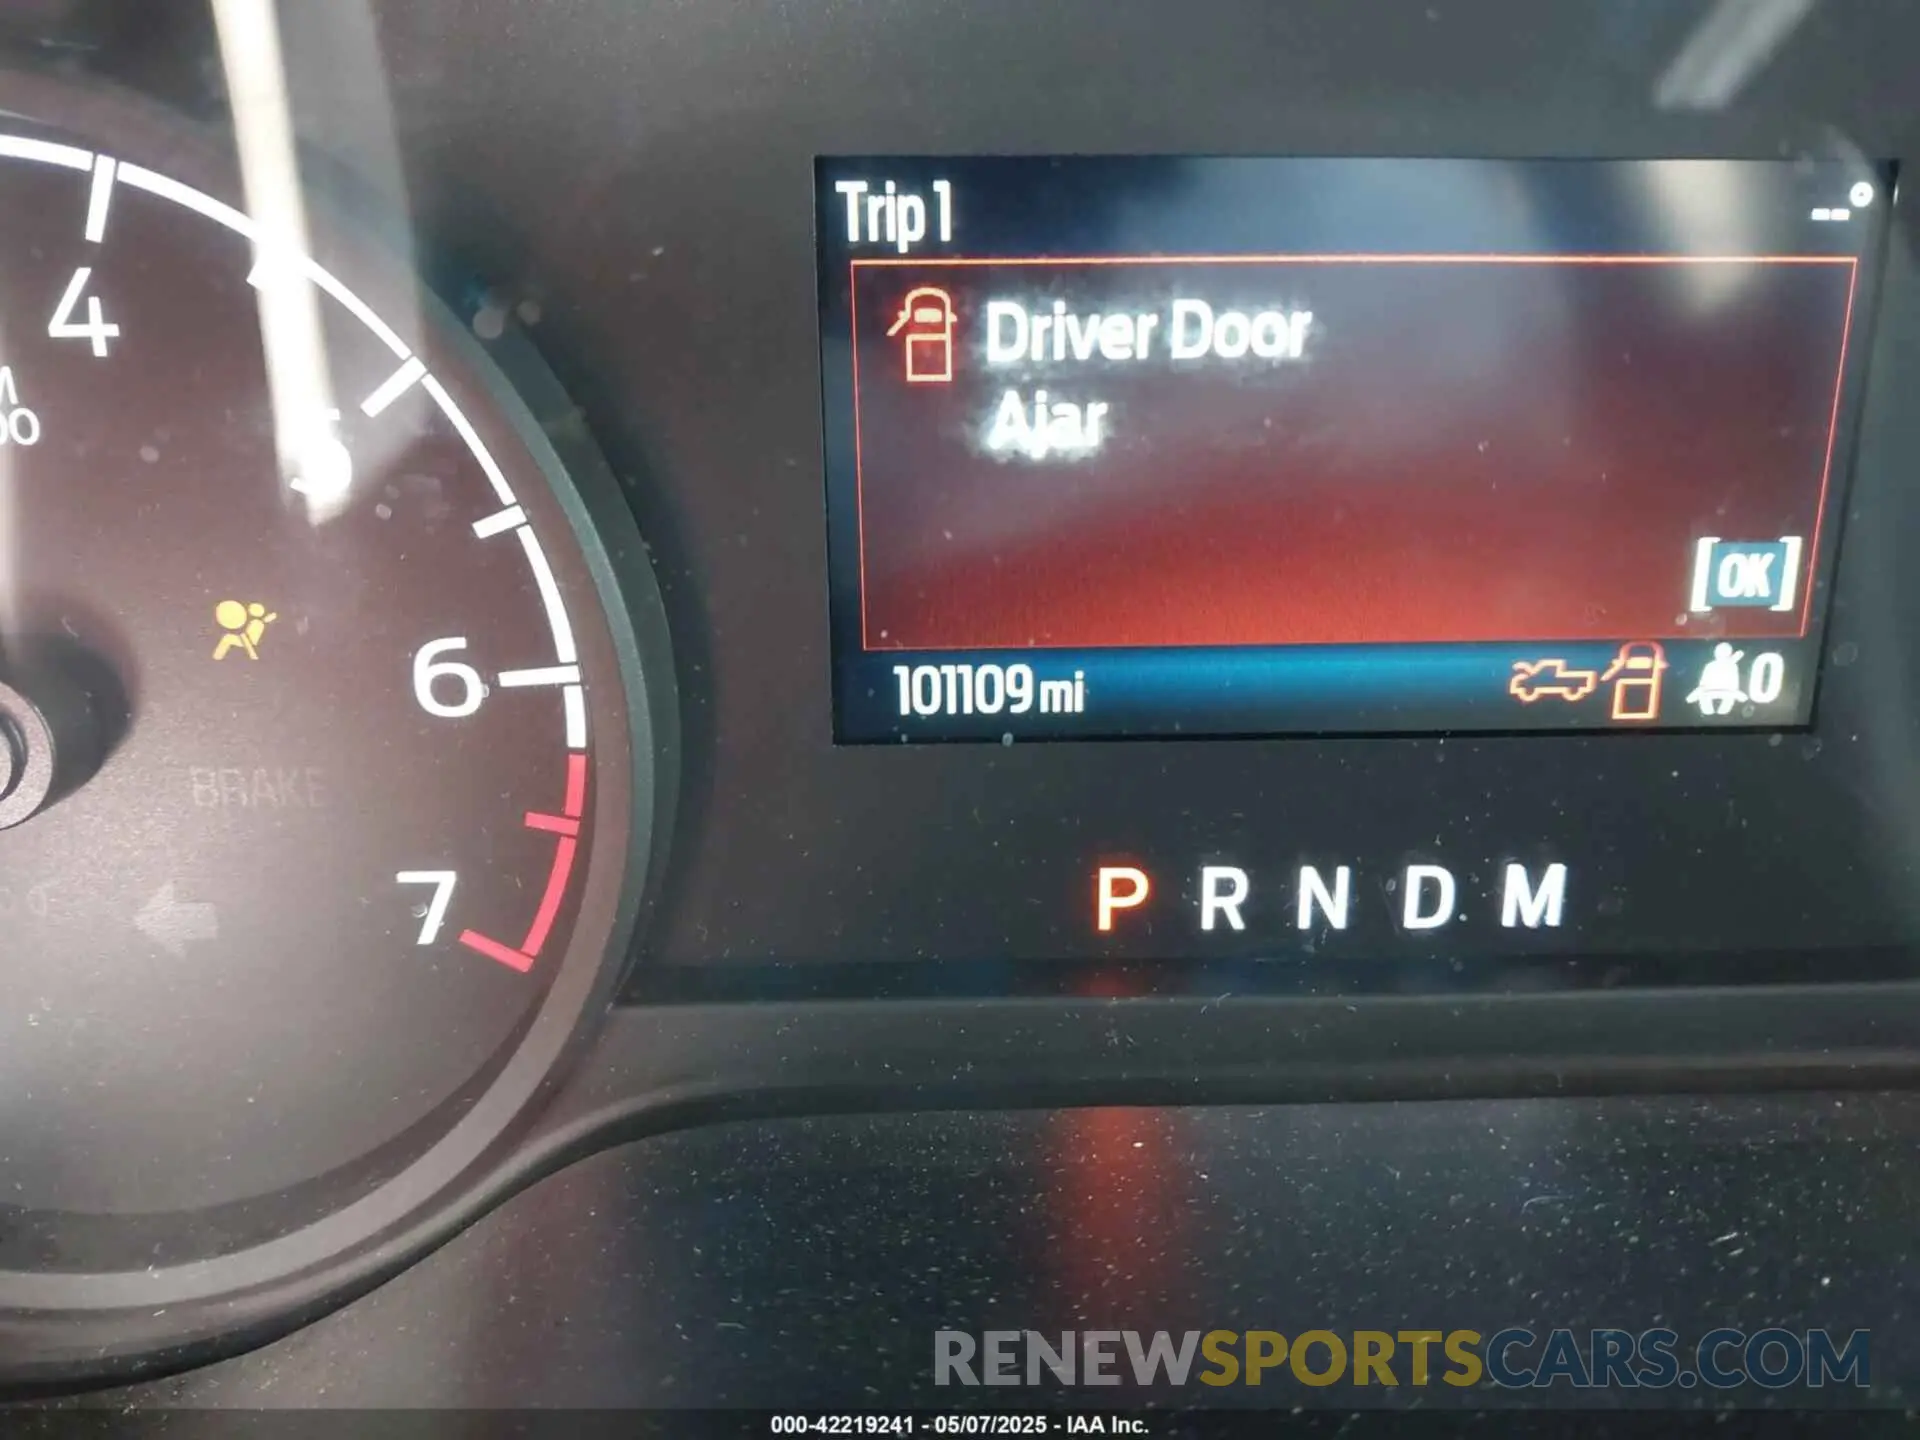 Trip 1
--°
4
5
Driver Door
Ajar
[OK]
6
101109 mi
0
BRAKE
7
P R N D M
RENEWSPORTSCARS.COM
000-42219241 - 05/07/2025 - IAA Inc.